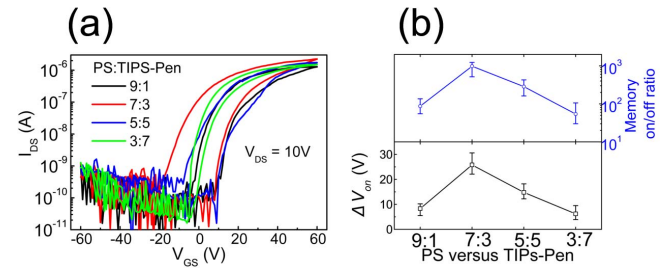 (a)
PS:TIPS-Pen
9:1
7:3
5:5
3:7
V_DS = 10V
I_DS (A)
10^-6
10^-7
10^-8
10^-9
10^-10
10^-11
-60 -40 -20 0 20 40 60
V_GS (V)
(b)
10^3
10^2
10^1
Memory
on/off ratio
30
20
10
0
ΔV_on (V)
9:1 7:3 5:5 3:7
PS versus TIPs-Pen